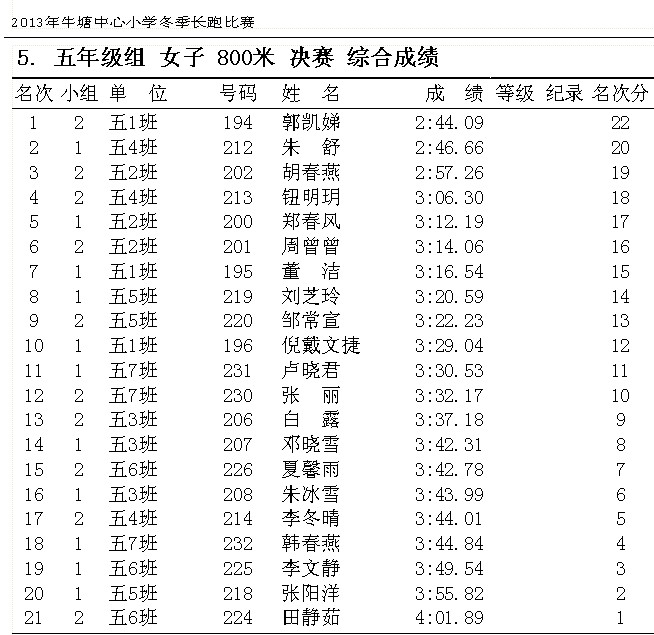 2013年牛塘中心小学冬季长跑比赛
5. 五年级组 女子 800米 决赛 综合成绩
名次 小组 单 位 号码 姓 名 成 绩 等级 纪录 名次分
1 2 五1班 194 郭凯娣 2:44.09 22
2 1 五4班 212 朱 舒 2:46.66 20
3 2 五2班 202 胡春燕 2:57.26 19
4 2 五4班 213 钮明玥 3:06.30 18
5 1 五2班 200 郑春风 3:12.19 17
6 2 五2班 201 周曾曾 3:14.06 16
7 1 五1班 195 董 洁 3:16.54 15
8 1 五5班 219 刘芝玲 3:20.59 14
9 2 五5班 220 邹常宣 3:22.23 13
10 1 五1班 196 倪戴文捷 3:29.04 12
11 1 五7班 231 卢晓君 3:30.53 11
12 2 五7班 230 张 丽 3:32.17 10
13 2 五3班 206 白 露 3:37.18 9
14 1 五3班 207 邓晓雪 3:42.31 8
15 2 五6班 226 夏馨雨 3:42.78 7
16 1 五3班 208 朱冰雪 3:43.99 6
17 2 五4班 214 李冬晴 3:44.01 5
18 1 五7班 232 韩春燕 3:44.84 4
19 1 五6班 225 李文静 3:49.54 3
20 1 五5班 218 张阳洋 3:55.82 2
21 2 五6班 224 田静茹 4:01.89 1